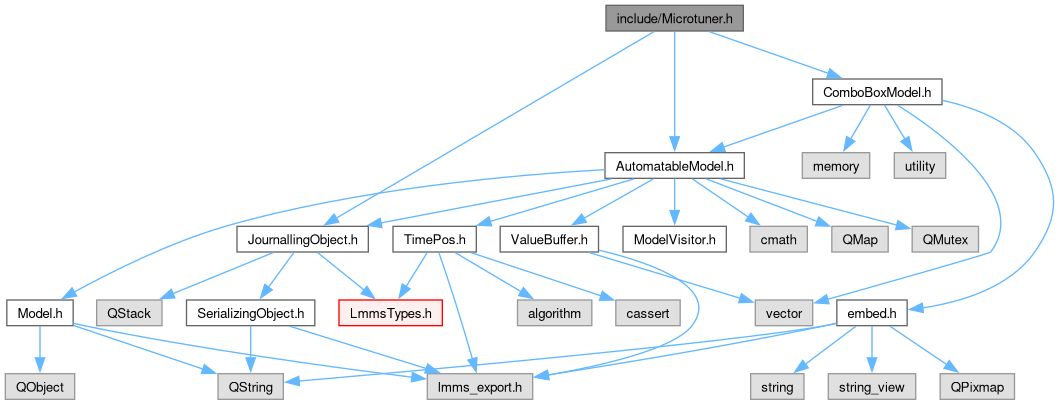 include/Microtuner.h
ComboBoxModel.h
AutomatableModel.h
memory
utility
JournallingObject.h
TimePos.h
ValueBuffer.h
ModelVisitor.h
cmath
QMap
QMutex
Model.h
QStack
SerializingObject.h
LmmsTypes.h
algorithm
cassert
vector
embed.h
QObject
QString
lmms_export.h
string
string_view
QPixmap